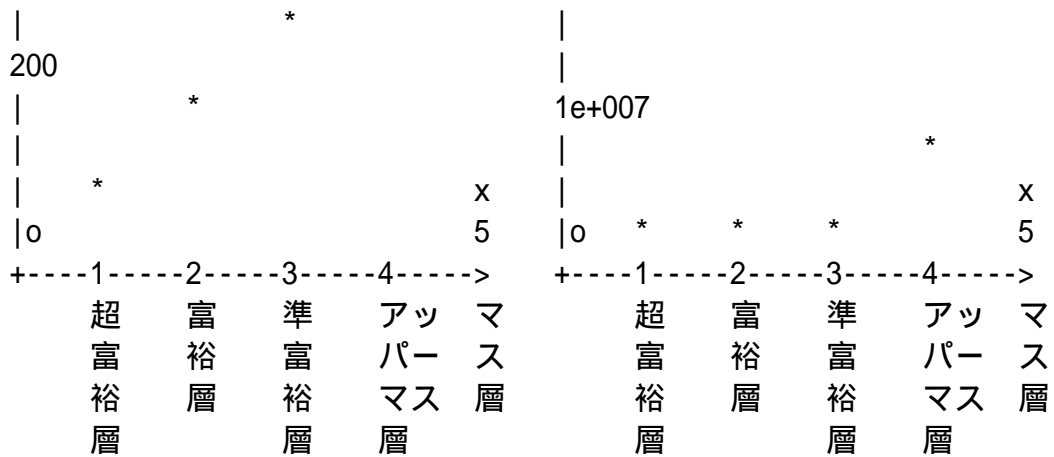 200
1e+007
x x
o 5 o 5
1 2 3 4 1 2 3 4
超富裕層 富裕層 準富裕層 アッパーマス層 マス層 超富裕層 富裕層 準富裕層 アッパーマス層 マス層